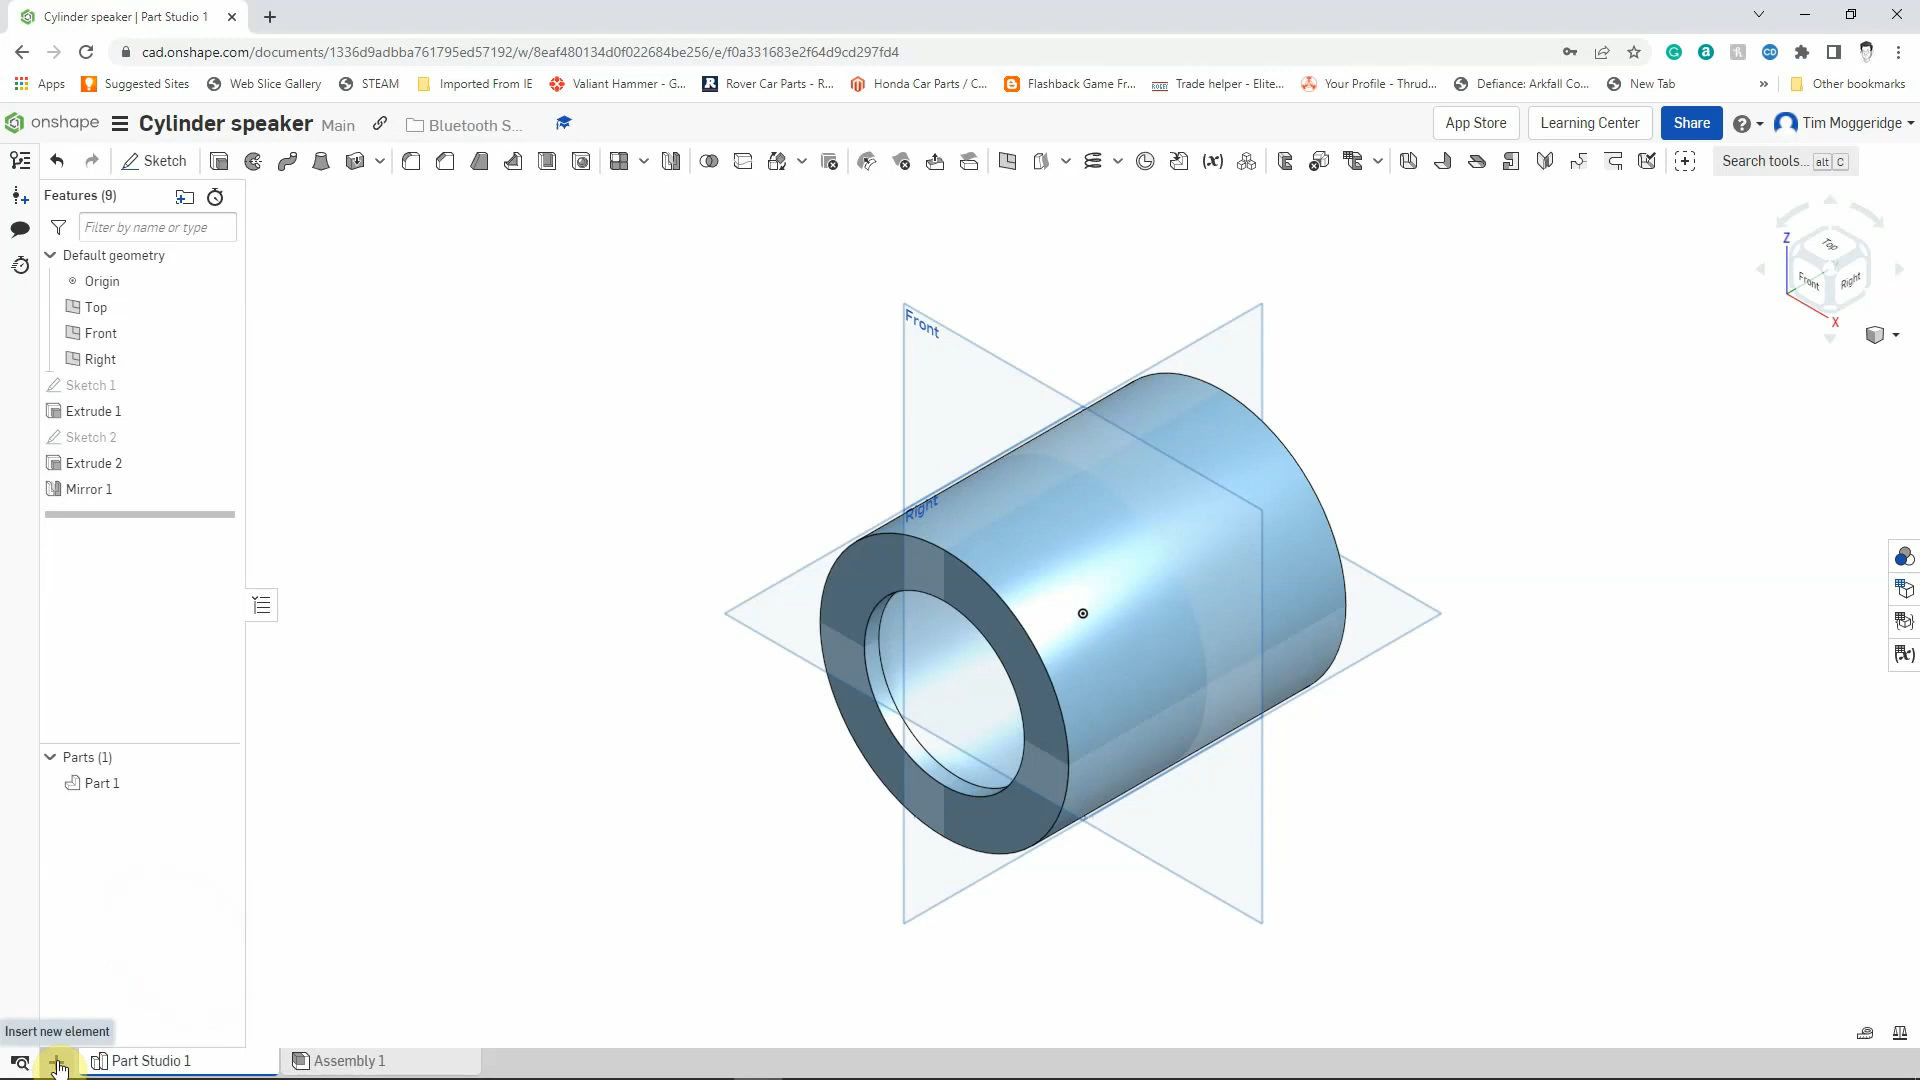 Cylinder speaker | Part Studio 1
cad.onshape.com/documents/1336d9adbba761795ed57192/w/8eaf480134d0f022684be256/e/f0a331683e2f64d9cd297fd4
Apps Suggested Sites Web Slice Gallery STEAM Imported From IE Valiant Hammer - G... Rover Car Parts - R... Honda Car Parts / C... Flashback Game Fr... Trade helper - Elite... Your Profile - Thrud... Defiance: Arkfall Co... New Tab » Other bookmarks
onshape Cylinder speaker Main Bluetooth S... App Store Learning Center Share Tim Moggeridge
Sketch Search tools... alt C
Features (9)
Filter by name or type
Default geometry
Origin
Top
Front
Right
Sketch 1
Extrude 1
Sketch 2
Extrude 2
Mirror 1
Parts (1)
Part 1
Front
Right
Top
Front
Right
Z
X
Insert new element
Part Studio 1
Assembly 1